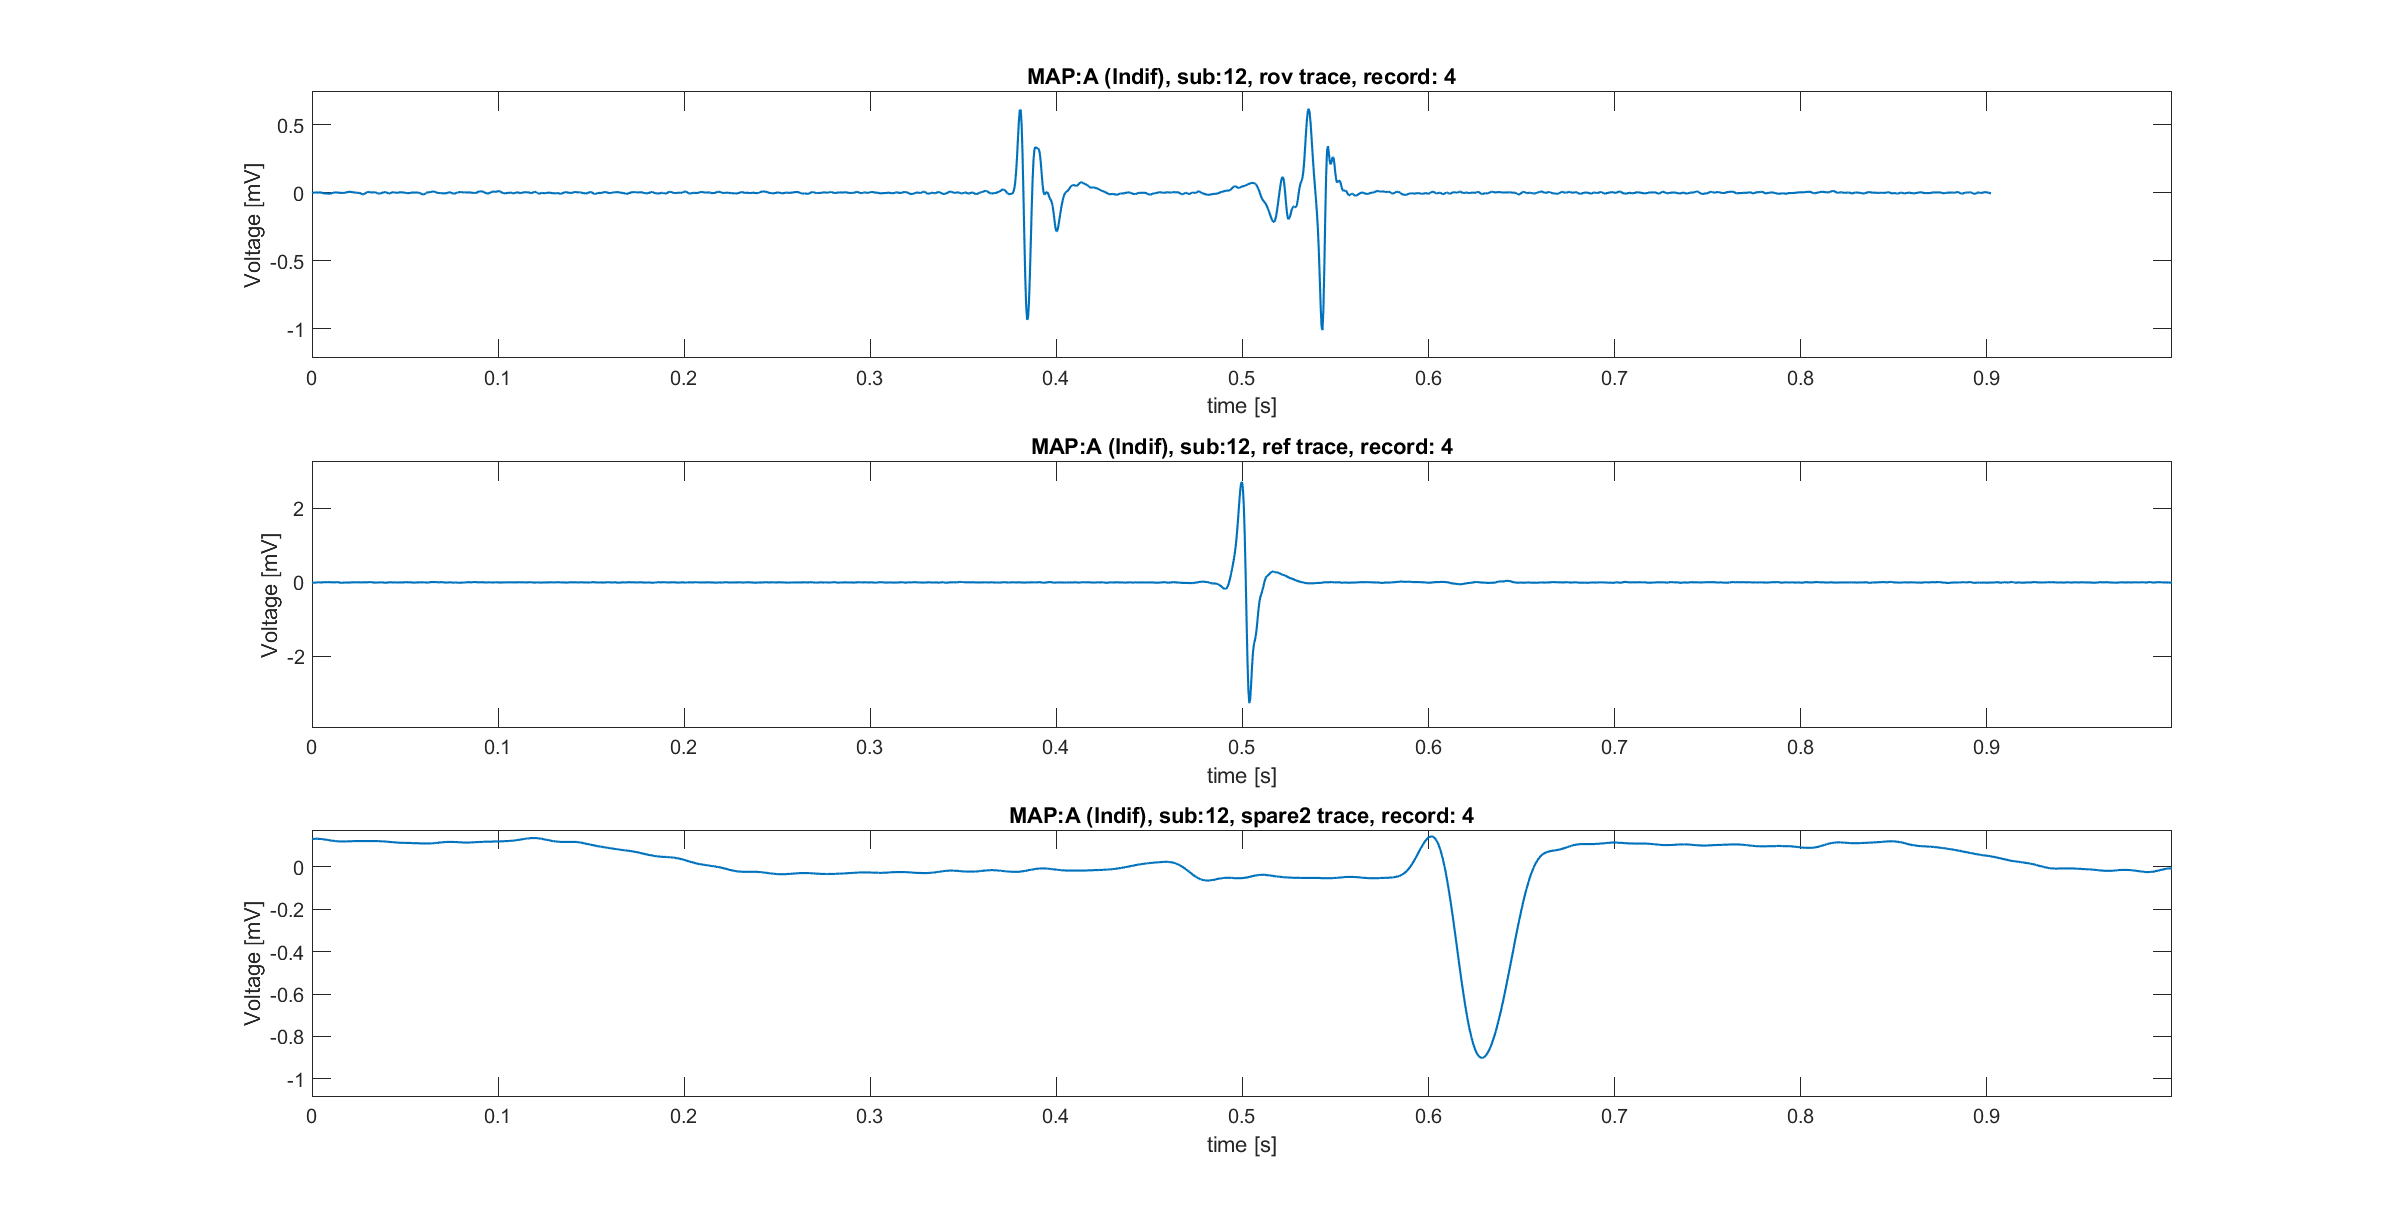 MAP:A (Indif), sub:12, rov trace, record: 4
Voltage [mV]
0.5
0
-0.5
-1
0 0.1 0.2 0.3 0.4 0.5 0.6 0.7 0.8 0.9
time [s]
MAP:A (Indif), sub:12, ref trace, record: 4
Voltage [mV]
2
0
-2
0 0.1 0.2 0.3 0.4 0.5 0.6 0.7 0.8 0.9
time [s]
MAP:A (Indif), sub:12, spare2 trace, record: 4
Voltage [mV]
0
-0.2
-0.4
-0.6
-0.8
-1
0 0.1 0.2 0.3 0.4 0.5 0.6 0.7 0.8 0.9
time [s]